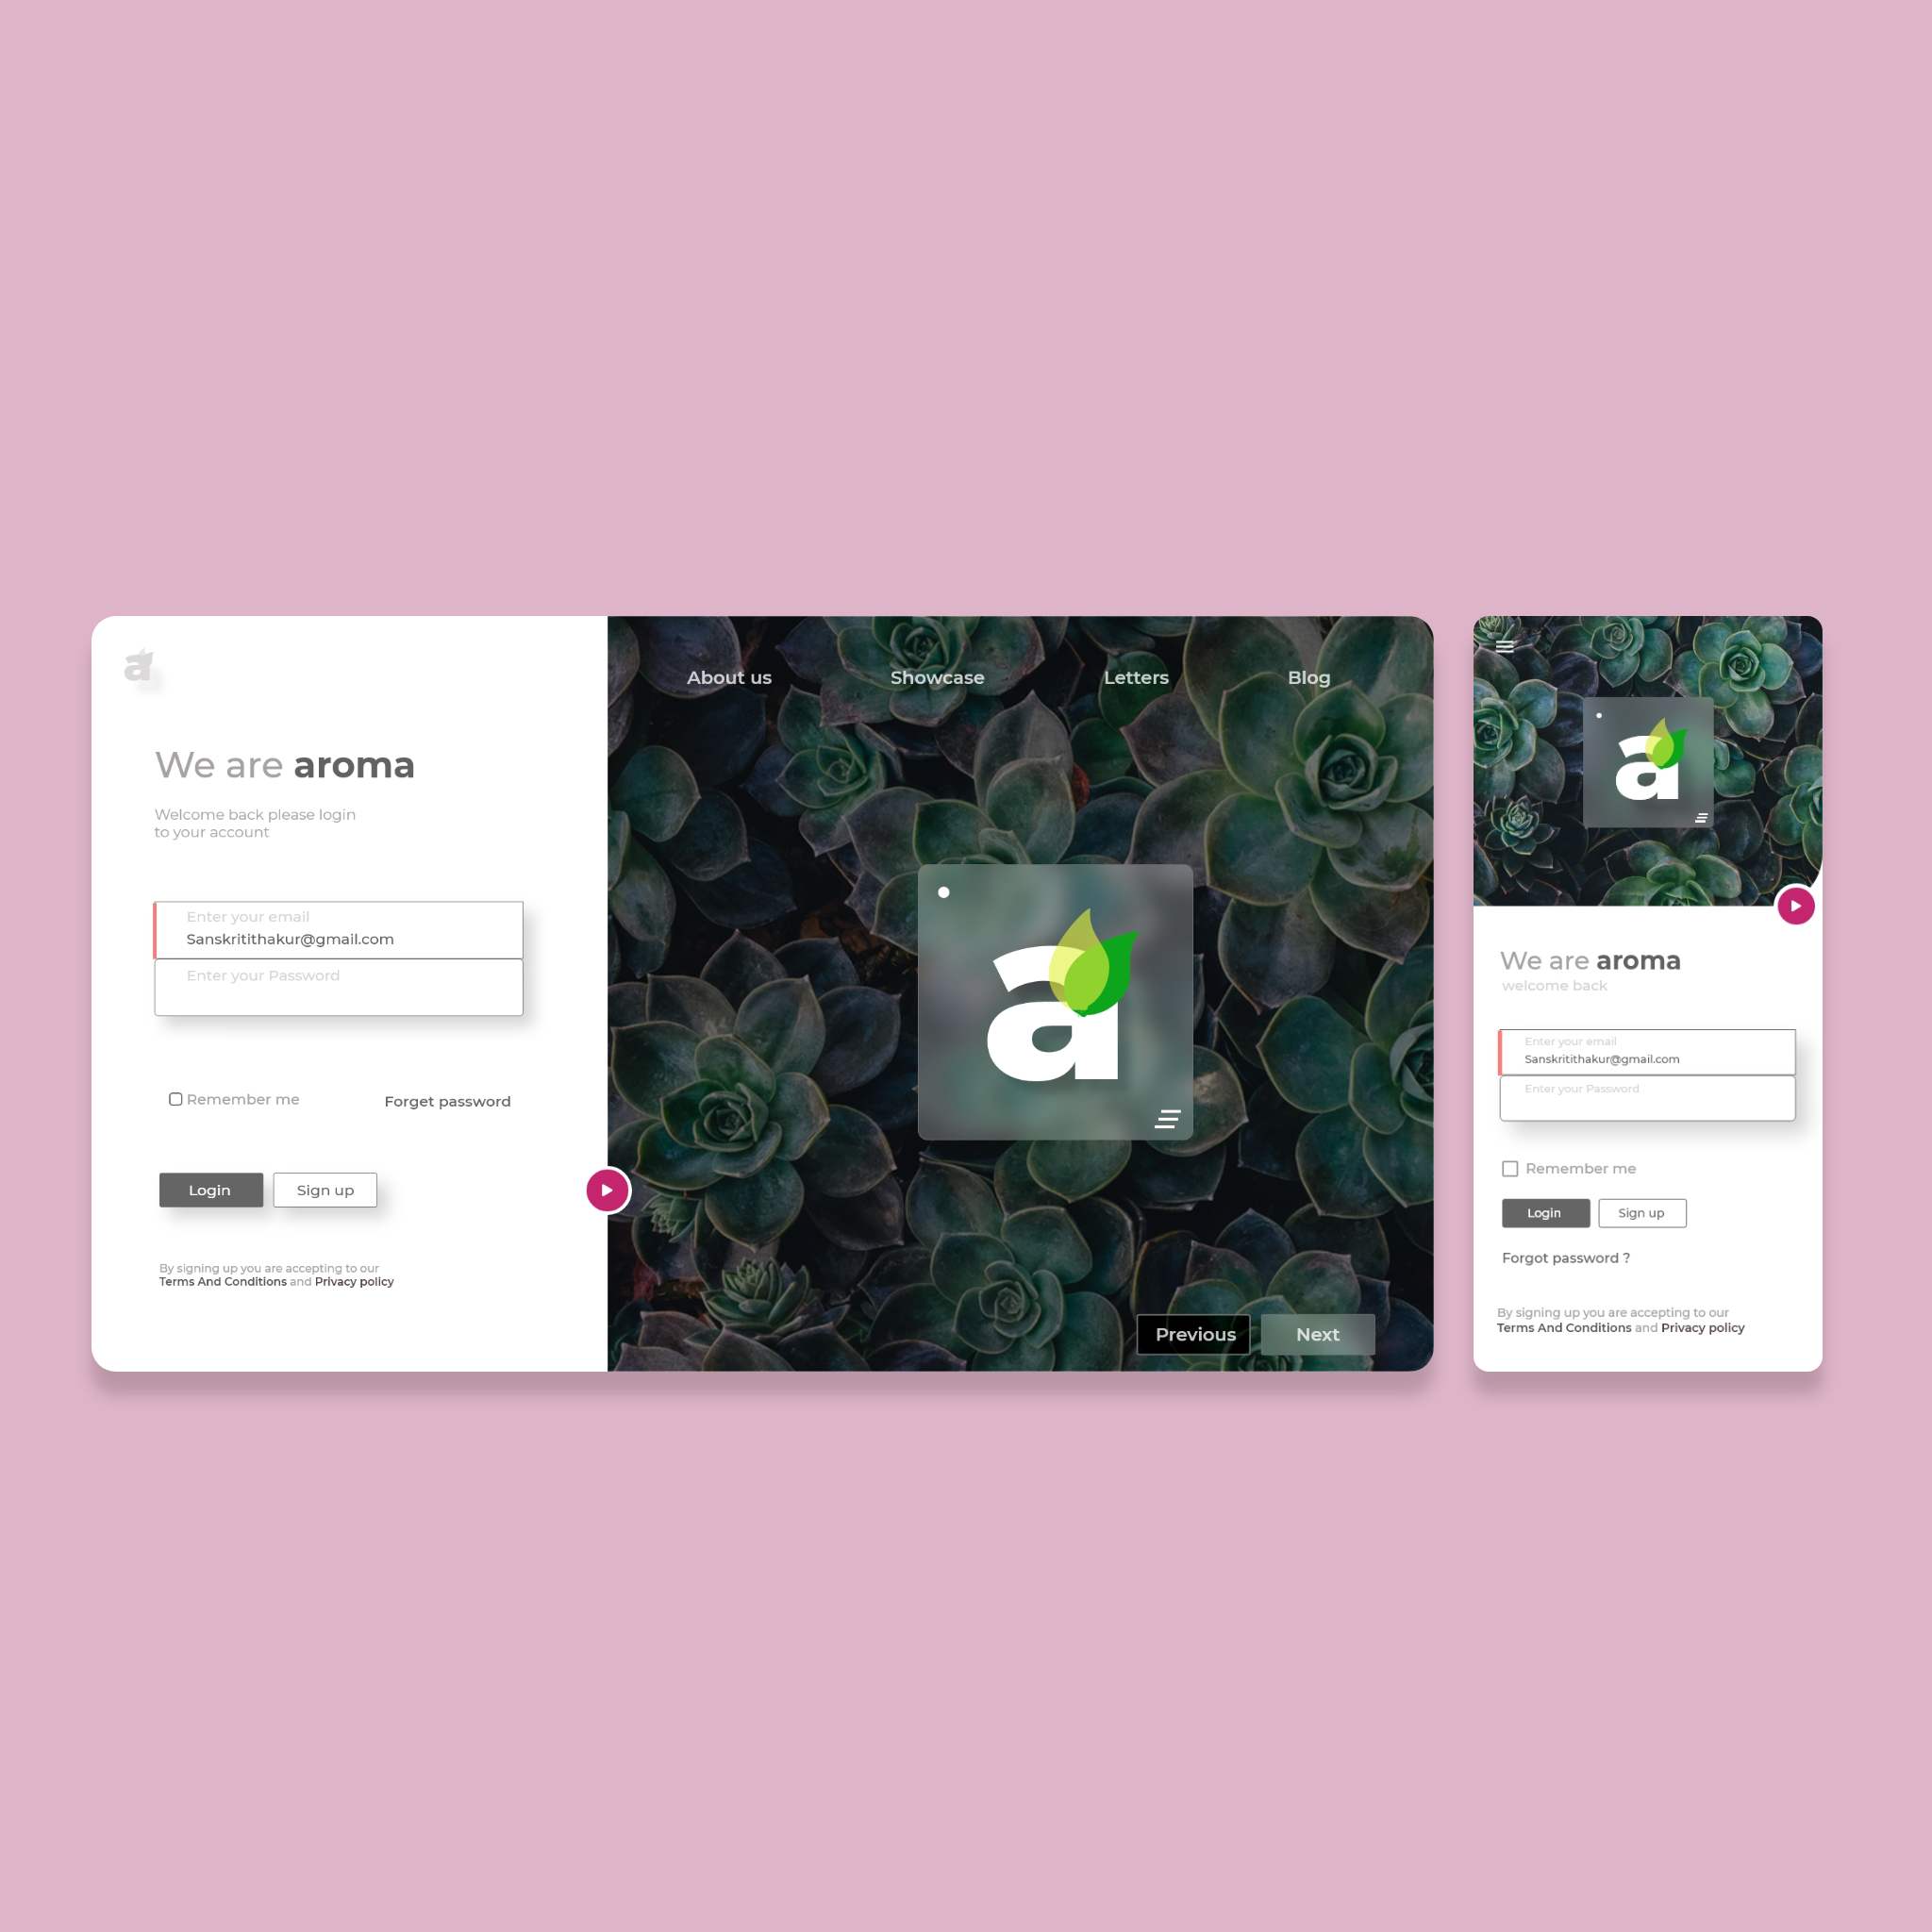 a
We are aroma
Welcome back please login
to your account
Enter your email
Sanskritithakur@gmail.com
Enter your Password
Remember me
Forget password
Login
Sign up
By signing up you are accepting to our
Terms And Conditions and Privacy policy
About us
Showcase
Letters
Blog
a
Previous
Next
a
We are aroma
welcome back
Enter your email
Sanskritithakur@gmail.com
Enter your Password
Remember me
Login
Sign up
Forgot password ?
By signing up you are accepting to our
Terms And Conditions and Privacy policy